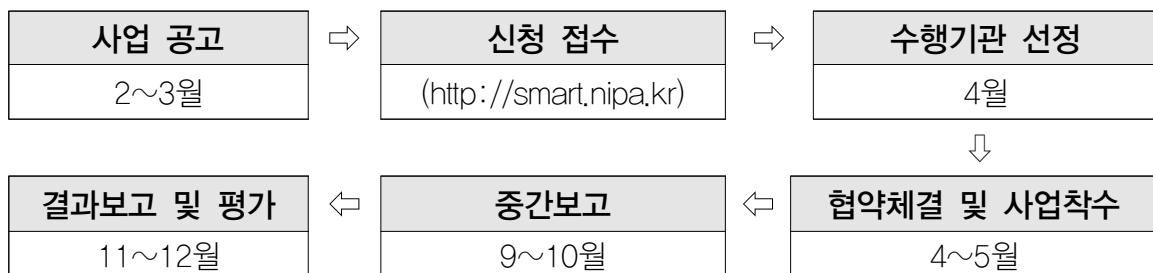 사업 공고 ⇨ 신청 접수 ⇨ 수행기관 선정
2～3월 (http://smart.nipa.kr) 4월
⇩
결과보고 및 평가 ⇦ 중간보고 ⇦ 협약체결 및 사업착수
11～12월 9～10월 4～5월